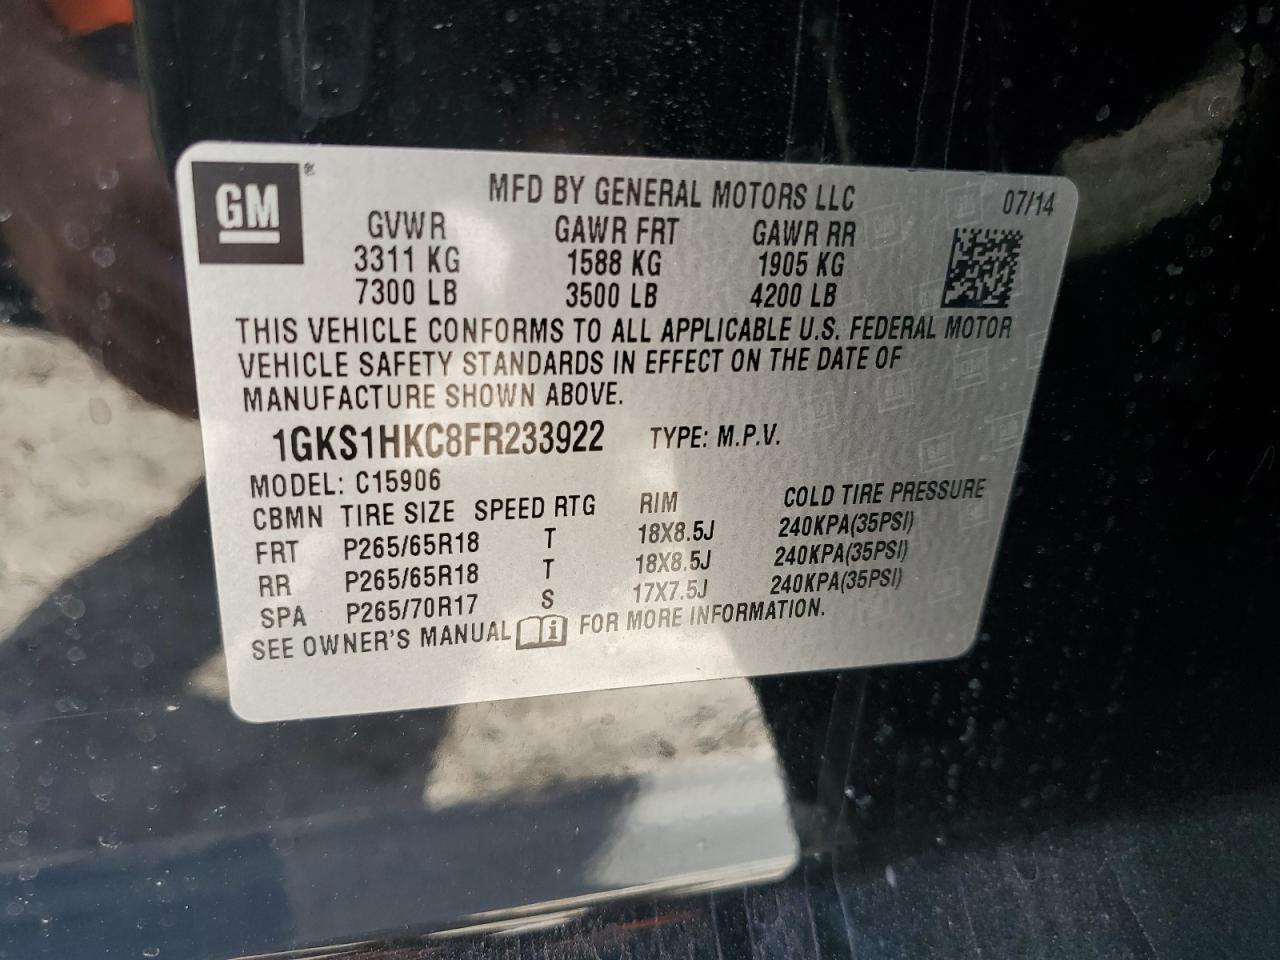 GM ®
MFD BY GENERAL MOTORS LLC 07/14
GVWR GAWR FRT GAWR RR
3311 KG 1588 KG 1905 KG
7300 LB 3500 LB 4200 LB
THIS VEHICLE CONFORMS TO ALL APPLICABLE U.S. FEDERAL MOTOR
VEHICLE SAFETY STANDARDS IN EFFECT ON THE DATE OF
MANUFACTURE SHOWN ABOVE.
1GKS1HKC8FR233922 TYPE: M.P.V.
MODEL: C15906
CBMN TIRE SIZE SPEED RTG RIM COLD TIRE PRESSURE
FRT P265/65R18 T 18X8.5J 240KPA(35PSI)
RR P265/65R18 T 18X8.5J 240KPA(35PSI)
SPA P265/70R17 S 17X7.5J 240KPA(35PSI)
SEE OWNER'S MANUAL i FOR MORE INFORMATION.